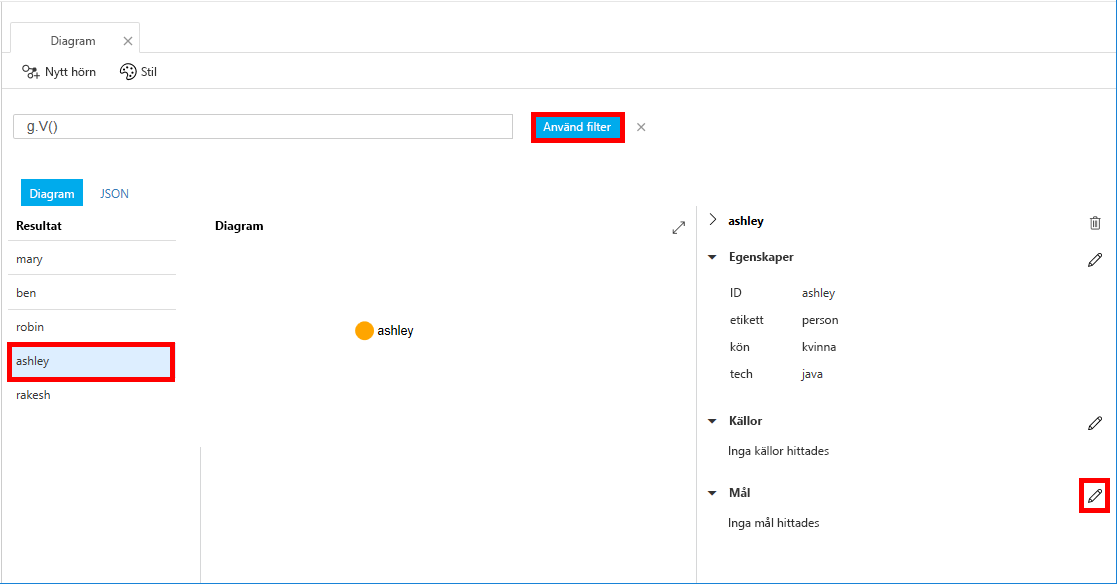 Diagram
Nytt hörn Stil
g.V() Använd filter
Diagram JSON
Resultat
mary
ben
robin
ashley
rakesh
Diagram
ashley
ashley
Egenskaper
ID ashley
etikett person
kön kvinna
tech java
Källor
Inga källor hittades
Mål
Inga mål hittades